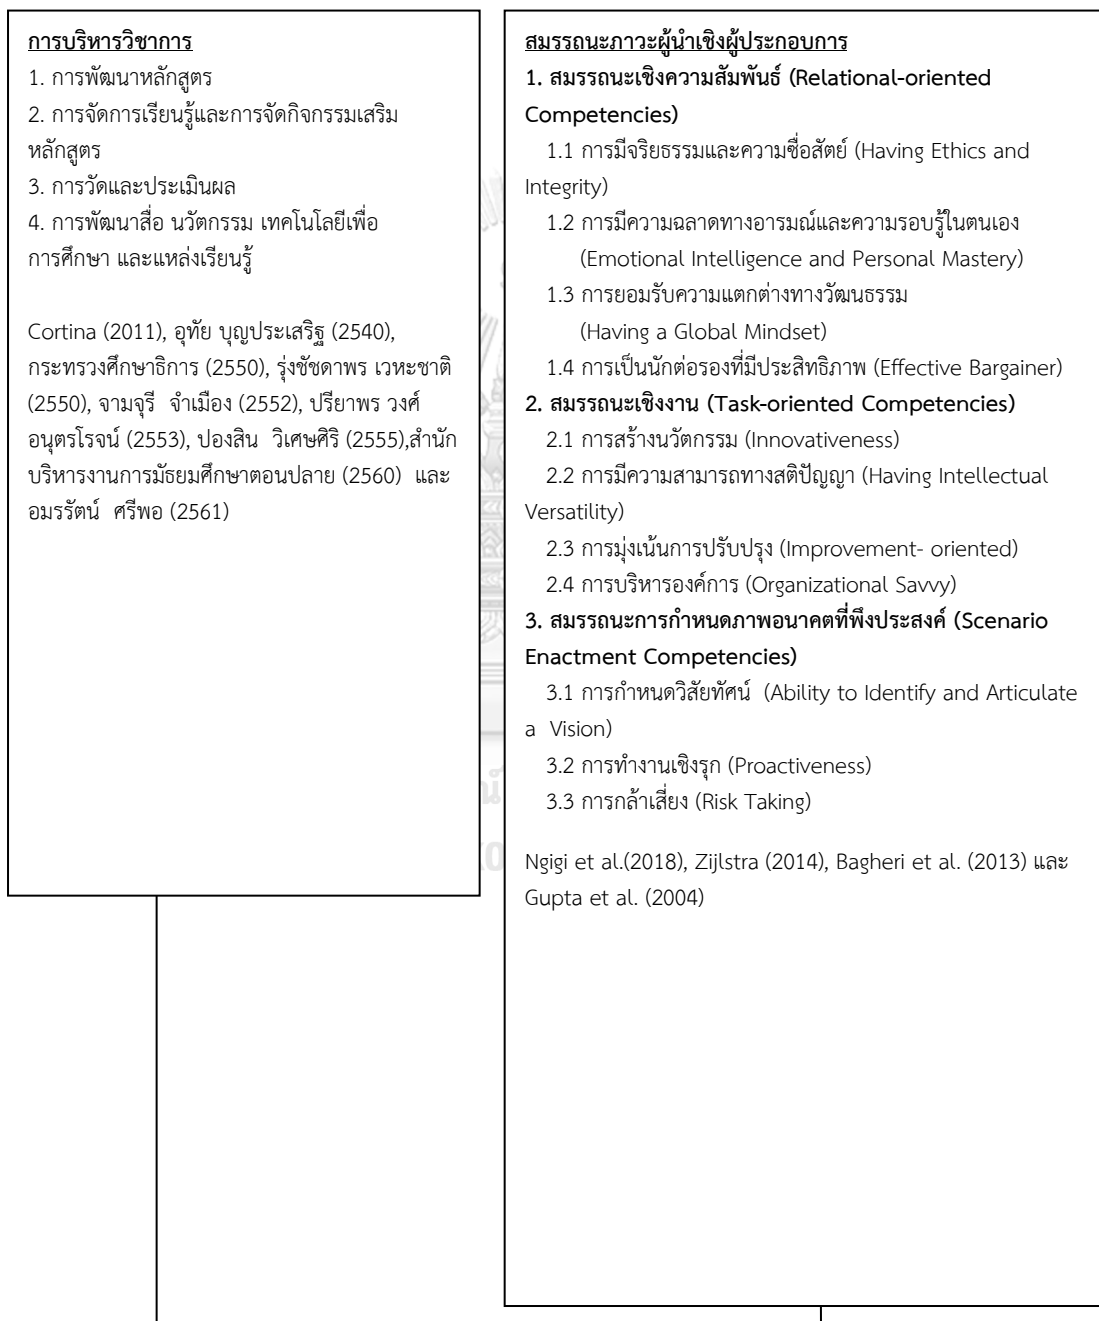 การบริหารวิชาการ
1. การพัฒนาหลักสูตร
2. การจัดการเรียนรู้และการจัดกิจกรรมเสริม
หลักสูตร
3. การวัดและประเมินผล
4. การพัฒนาสื่อ นวัตกรรม เทคโนโลยีเพื่อ
การศึกษา และแหล่งเรียนรู้
Cortina (2011), อุทัย บุญประเสริฐ (2540),
กระทรวงศึกษาธิการ (2550), รุ่งชัชดาพร เวหะชาติ
(2550), จามจุรี  จำเมือง (2552), ปรียาพร วงศ์
อนุตรโรจน์ (2553), ปองสิน  วิเศษศิริ (2555),สำนัก
บริหารงานการมัธยมศึกษาตอนปลาย (2560)  และ
อมรรัตน์  ศรีพอ (2561)
สมรรถนะภาวะผู้นำเชิงผู้ประกอบการ
1. สมรรถนะเชิงความสัมพันธ์ (Relational-oriented
Competencies)
1.1 การมีจริยธรรมและความซื่อสัตย์ (Having Ethics and
Integrity)
1.2 การมีความฉลาดทางอารมณ์และความรอบรู้ในตนเอง
(Emotional Intelligence and Personal Mastery)
1.3 การยอมรับความแตกต่างทางวัฒนธรรม
(Having a Global Mindset)
1.4 การเป็นนักต่อรองที่มีประสิทธิภาพ (Effective Bargainer)
2. สมรรถนะเชิงงาน (Task-oriented Competencies)
2.1 การสร้างนวัตกรรม (Innovativeness)
2.2 การมีความสามารถทางสติปัญญา (Having Intellectual
Versatility)
2.3 การมุ่งเน้นการปรับปรุง (Improvement- oriented)
2.4 การบริหารองค์การ (Organizational Savvy)
3. สมรรถนะการกำหนดภาพอนาคตที่พึงประสงค์ (Scenario
Enactment Competencies)
3.1 การกำหนดวิสัยทัศน์  (Ability to Identify and Articulate
a  Vision)
3.2 การทำงานเชิงรุก (Proactiveness)
3.3 การกล้าเสี่ยง (Risk Taking)
Ngigi et al.(2018), Zijlstra (2014), Bagheri et al. (2013) และ
Gupta et al. (2004)